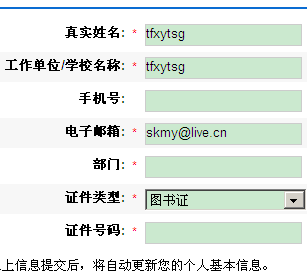 真实姓名: * tfxytsg
工作单位/学校名称: * tfxytsg
手机号:
电子邮箱: * skmy@live.cn
部门: *
证件类型: * 图书证
证件号码: *
上信息提交后，将自动更新您的个人基本信息。